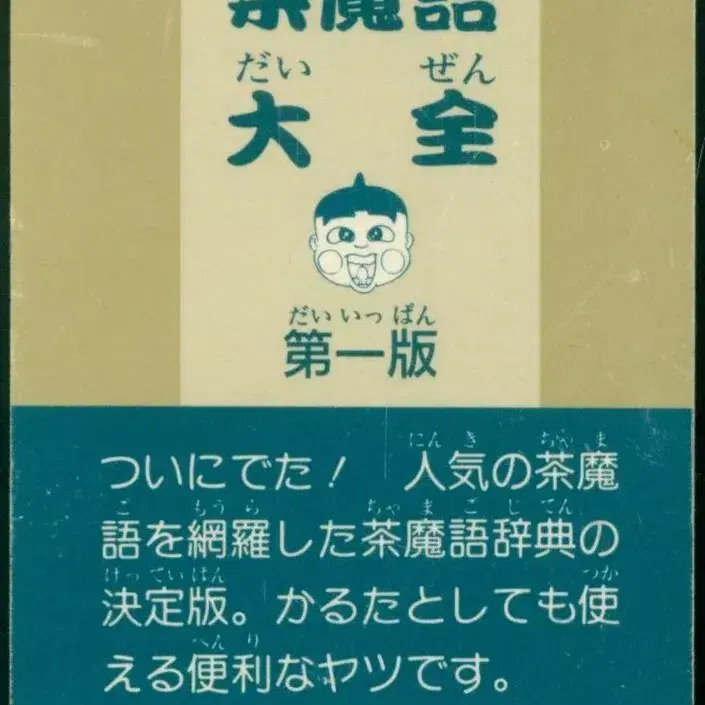 茶魔語
だい ぜん
大 全
だい いっ ぱん
第一版
にん き ちゃ ま
ついにでた! 人気の茶魔
ご もう ら ちゃ ま ご じ てん
語を網羅した茶魔語辞典の
けっ てい ばん つか
決定版。かるたとしても使
べん り
える便利なヤツです。